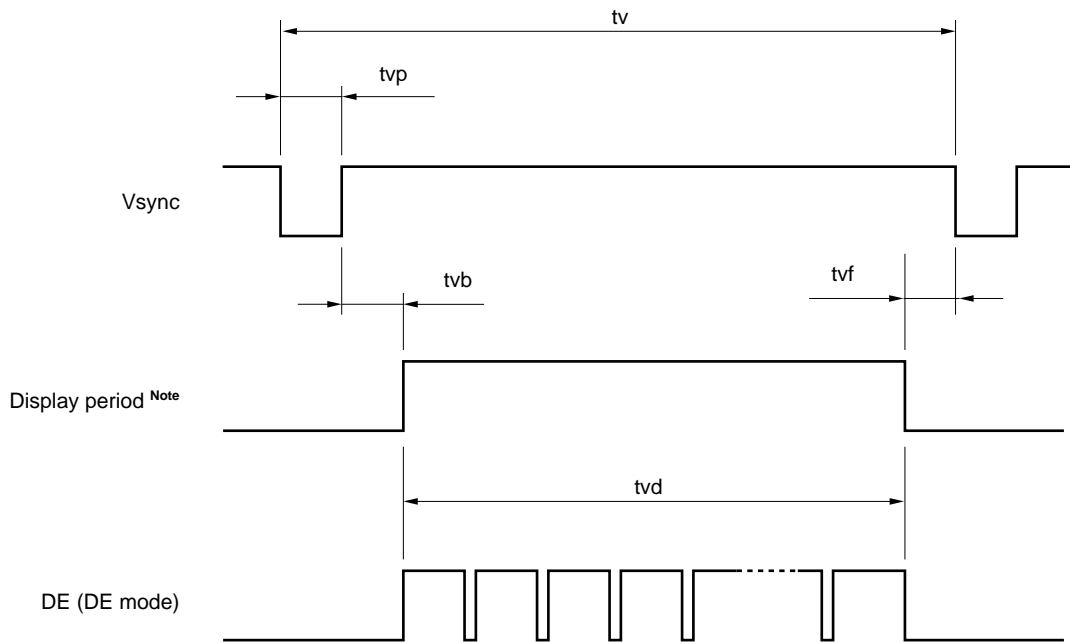 tv
tvp
Vsync
tvb
tvf
Display period Note
tvd
DE (DE mode)